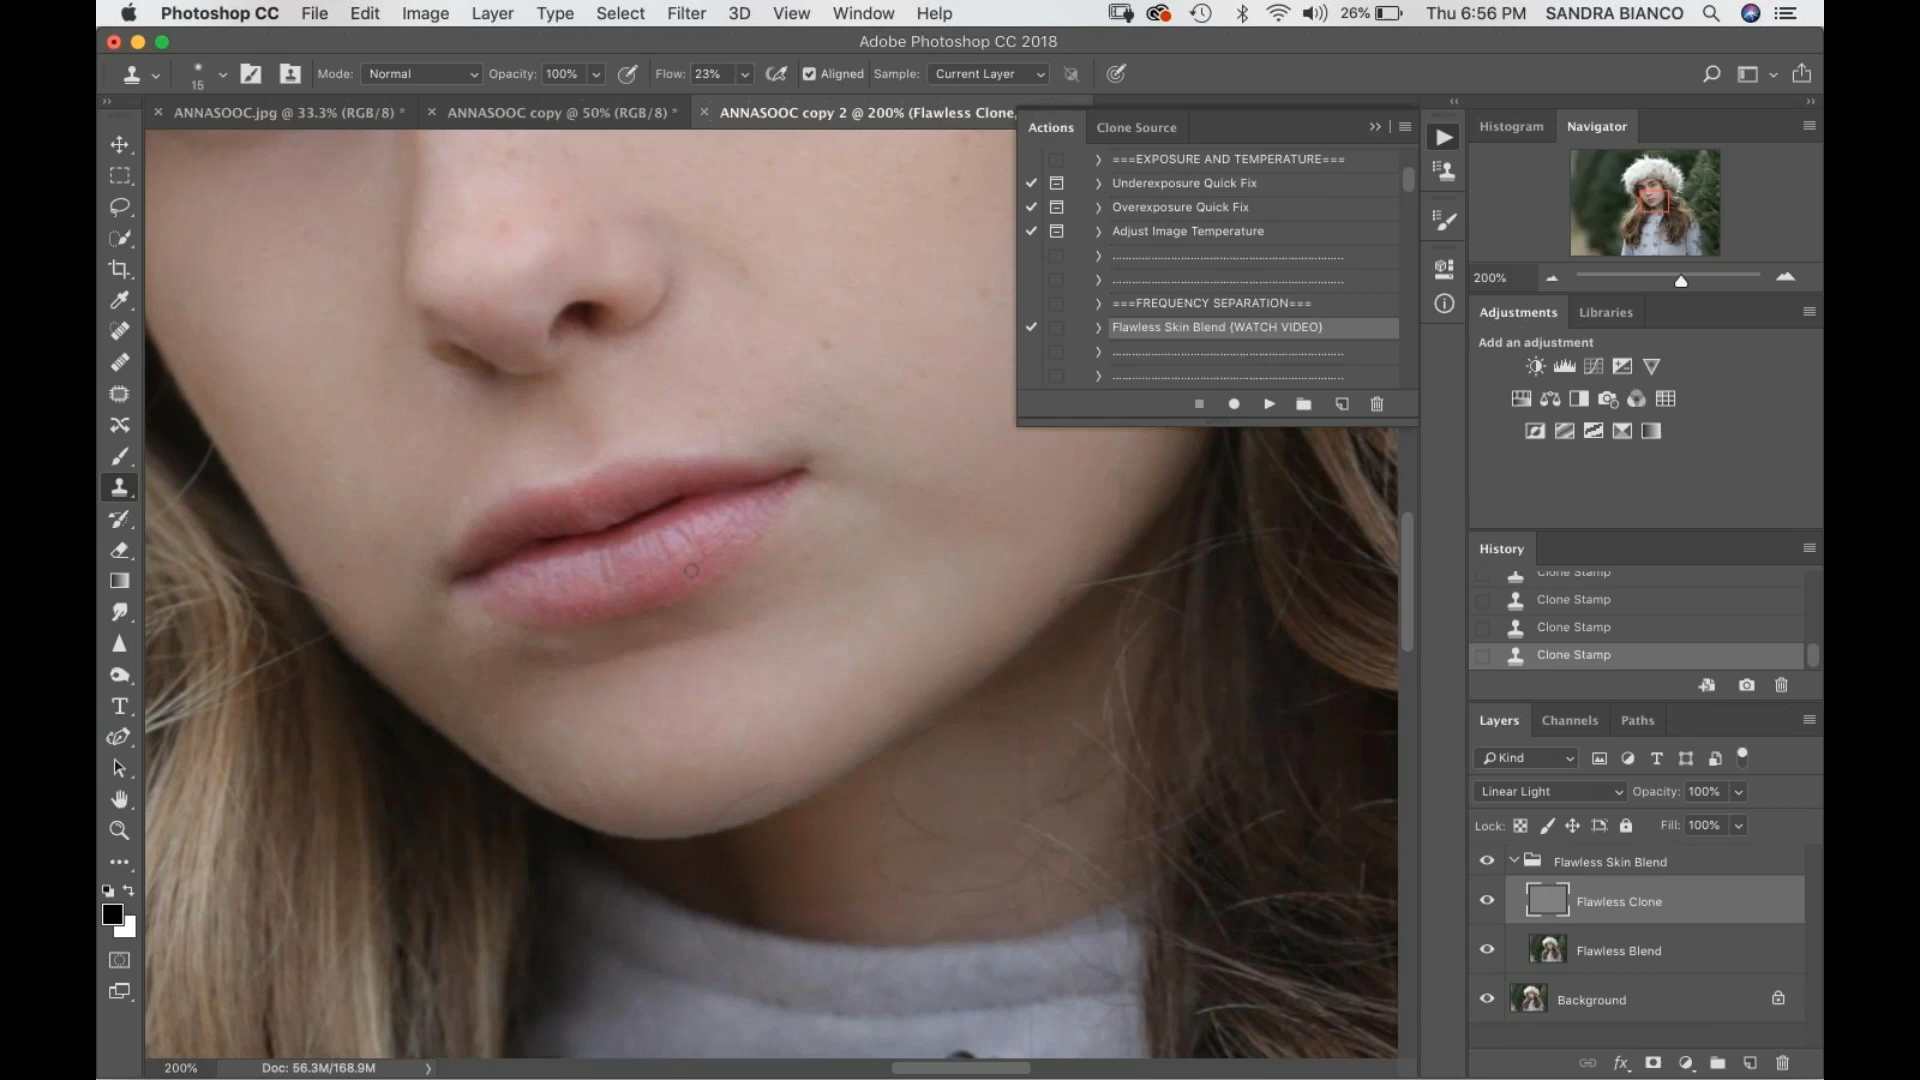 Photoshop CC File Edit Image Layer Type Select Filter 3D View Window Help 26% Thu 6:56 PM SANDRA BIANCO
Adobe Photoshop CC 2018
15 Mode: Normal Opacity: 100% Flow: 23% Aligned Sample: Current Layer
ANNASOOC.jpg @ 33.3% (RGB/8) * ANNASOOC copy @ 50% (RGB/8) * ANNASOOC copy 2 @ 200% (Flawless Clone,
Actions Clone Source
===EXPOSURE AND TEMPERATURE===
Underexposure Quick Fix
Overexposure Quick Fix
Adjust Image Temperature
===FREQUENCY SEPARATION===
Flawless Skin Blend {WATCH VIDEO}
Histogram Navigator
200%
Adjustments Libraries
Add an adjustment
History
Clone Stamp
Clone Stamp
Clone Stamp
Clone Stamp
Layers Channels Paths
Kind
Linear Light Opacity: 100%
Lock: Fill: 100%
Flawless Skin Blend
Flawless Clone
Flawless Blend
Background
fx
200% Doc: 56.3M/168.9M